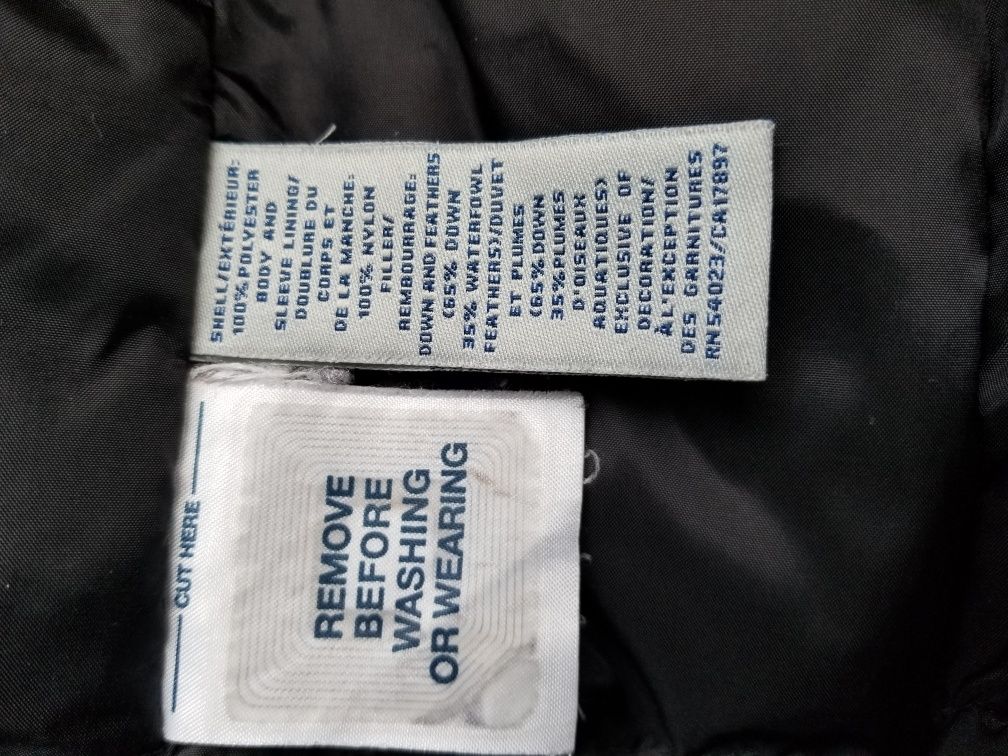 SHELL/EXTÉRIEUR:
100% POLYESTER
BODY AND
SLEEVE LINING/
DOUBLURE DU
CORPS ET
DE LA MANCHE:
100% NYLON
FILLER/
REMBOURRAGE:
DOWN AND FEATHERS
(65% DOWN
35% WATERFOWL
FEATHERS)/DUVET
ET PLUMES
(65% DOWN
35%PLUMES
D'OISEAUX
AQUATIQUES)
EXCLUSIVE OF
DECORATION/
À L'EXCEPTION
DES GARNITURES
RN54023/CA17897
CUT HERE
REMOVE
BEFORE
WASHING
OR WEARING